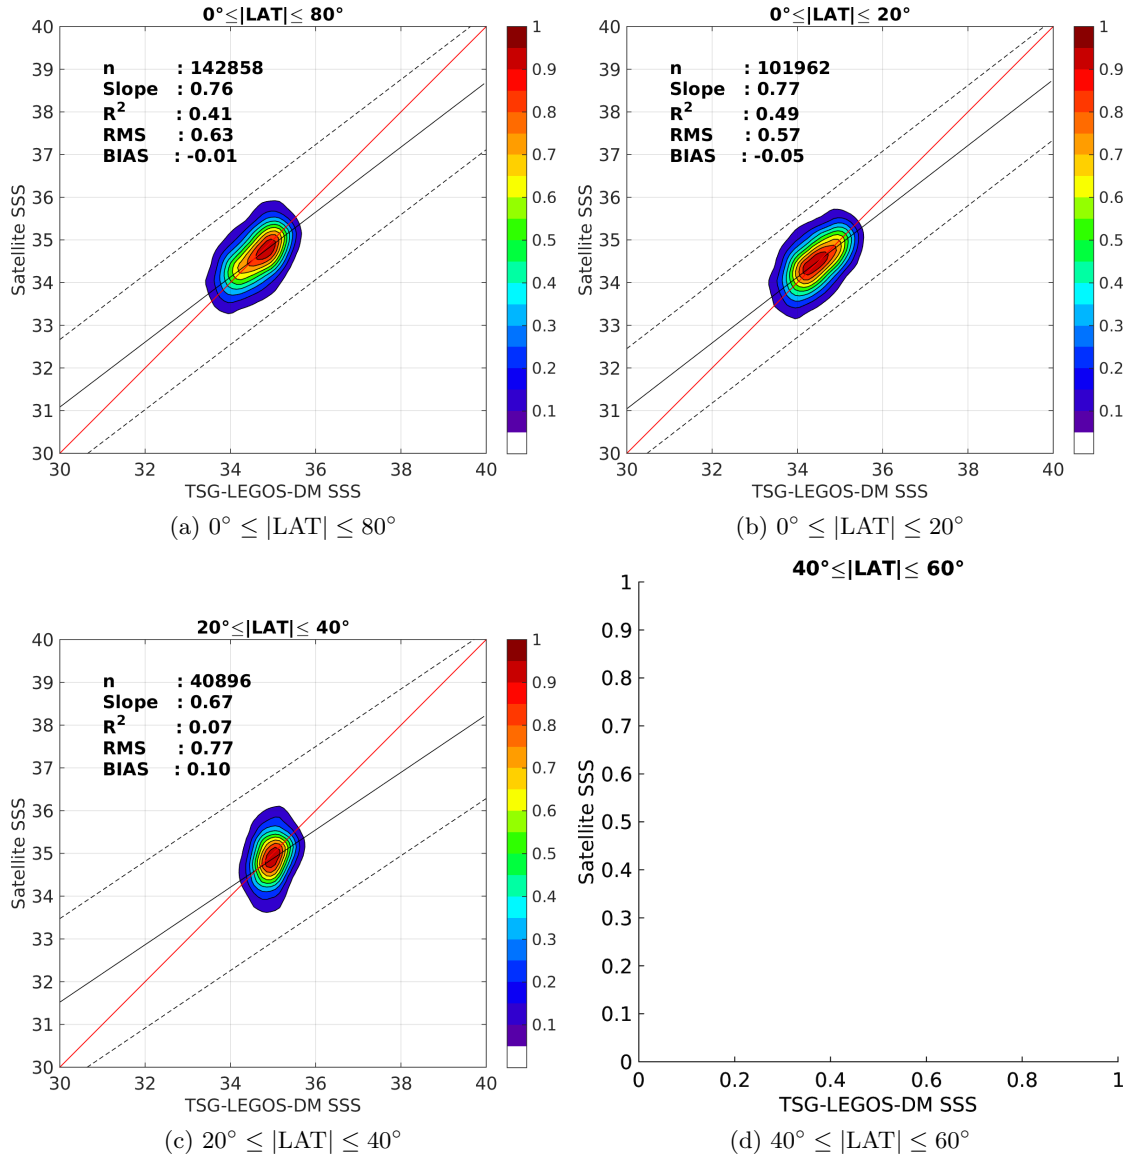 0°≤|LAT|≤ 80°
40
39
38
37
36
35
34
33
32
31
30
Satellite SSS
n : 142858
Slope : 0.76
R2 : 0.41
RMS : 0.63
BIAS : -0.01
30 32 34 36 38 40
TSG-LEGOS-DM SSS
1
0.9
0.8
0.7
0.6
0.5
0.4
0.3
0.2
0.1
(a) 0° ≤ |LAT| ≤ 80°
0°≤|LAT|≤ 20°
40
39
38
37
36
35
34
33
32
31
30
Satellite SSS
n : 101962
Slope : 0.77
R2 : 0.49
RMS : 0.57
BIAS : -0.05
30 32 34 36 38 40
TSG-LEGOS-DM SSS
1
0.9
0.8
0.7
0.6
0.5
0.4
0.3
0.2
0.1
(b) 0° ≤ |LAT| ≤ 20°
20°≤|LAT|≤ 40°
40
39
38
37
36
35
34
33
32
31
30
Satellite SSS
n : 40896
Slope : 0.67
R2 : 0.07
RMS : 0.77
BIAS : 0.10
30 32 34 36 38 40
TSG-LEGOS-DM SSS
1
0.9
0.8
0.7
0.6
0.5
0.4
0.3
0.2
0.1
(c) 20° ≤ |LAT| ≤ 40°
40°≤|LAT|≤ 60°
1
0.9
0.8
0.7
0.6
0.5
0.4
0.3
0.2
0.1
0
Satellite SSS
0 0.2 0.4 0.6 0.8 1
TSG-LEGOS-DM SSS
(d) 40° ≤ |LAT| ≤ 60°